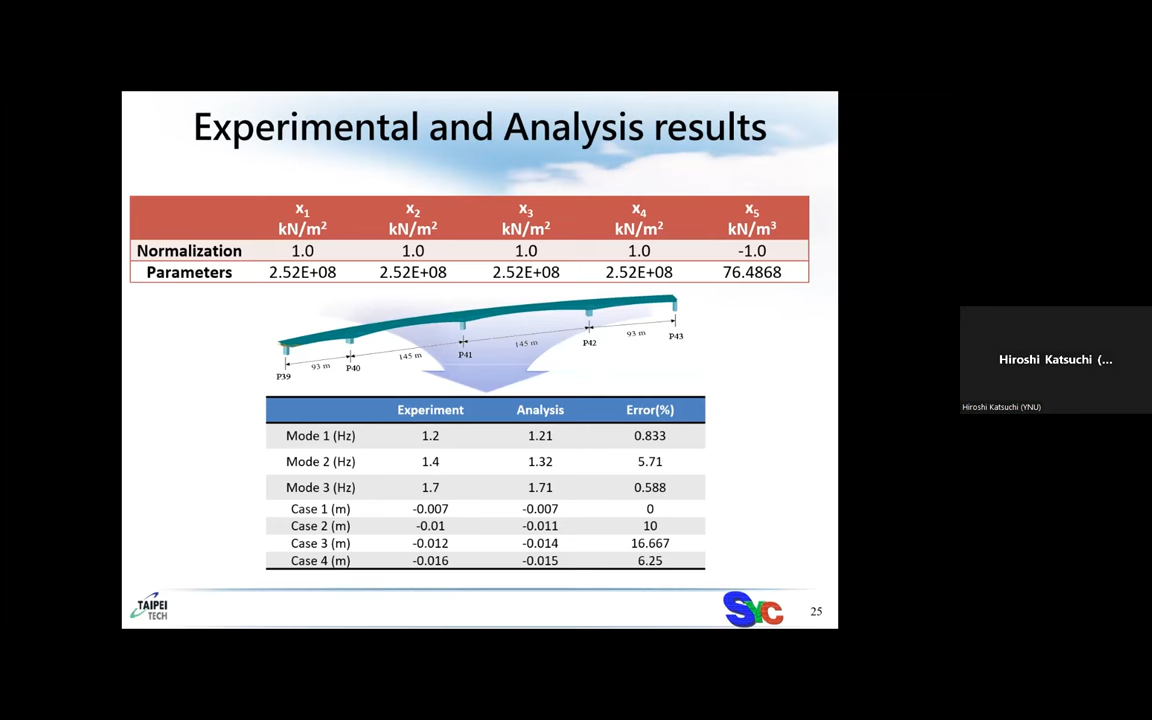 Experimental and Analysis results
x1 x2 x3 x4 x5
kN/m2 kN/m2 kN/m2 kN/m2 kN/m3
Normalization 1.0 1.0 1.0 1.0 -1.0
Parameters 2.52E+08 2.52E+08 2.52E+08 2.52E+08 76.4868
P39 93 m P40 145 m P41 145 m P42 93 m P43
Experiment Analysis Error(%)
Mode 1 (Hz) 1.2 1.21 0.833
Mode 2 (Hz) 1.4 1.32 5.71
Mode 3 (Hz) 1.7 1.71 0.588
Case 1 (m) -0.007 -0.007 0
Case 2 (m) -0.01 -0.011 10
Case 3 (m) -0.012 -0.014 16.667
Case 4 (m) -0.016 -0.015 6.25
TAIPEI
TECH
SYC
25
Hiroshi Katsuchi (...
Hiroshi Katsuchi (YNU)